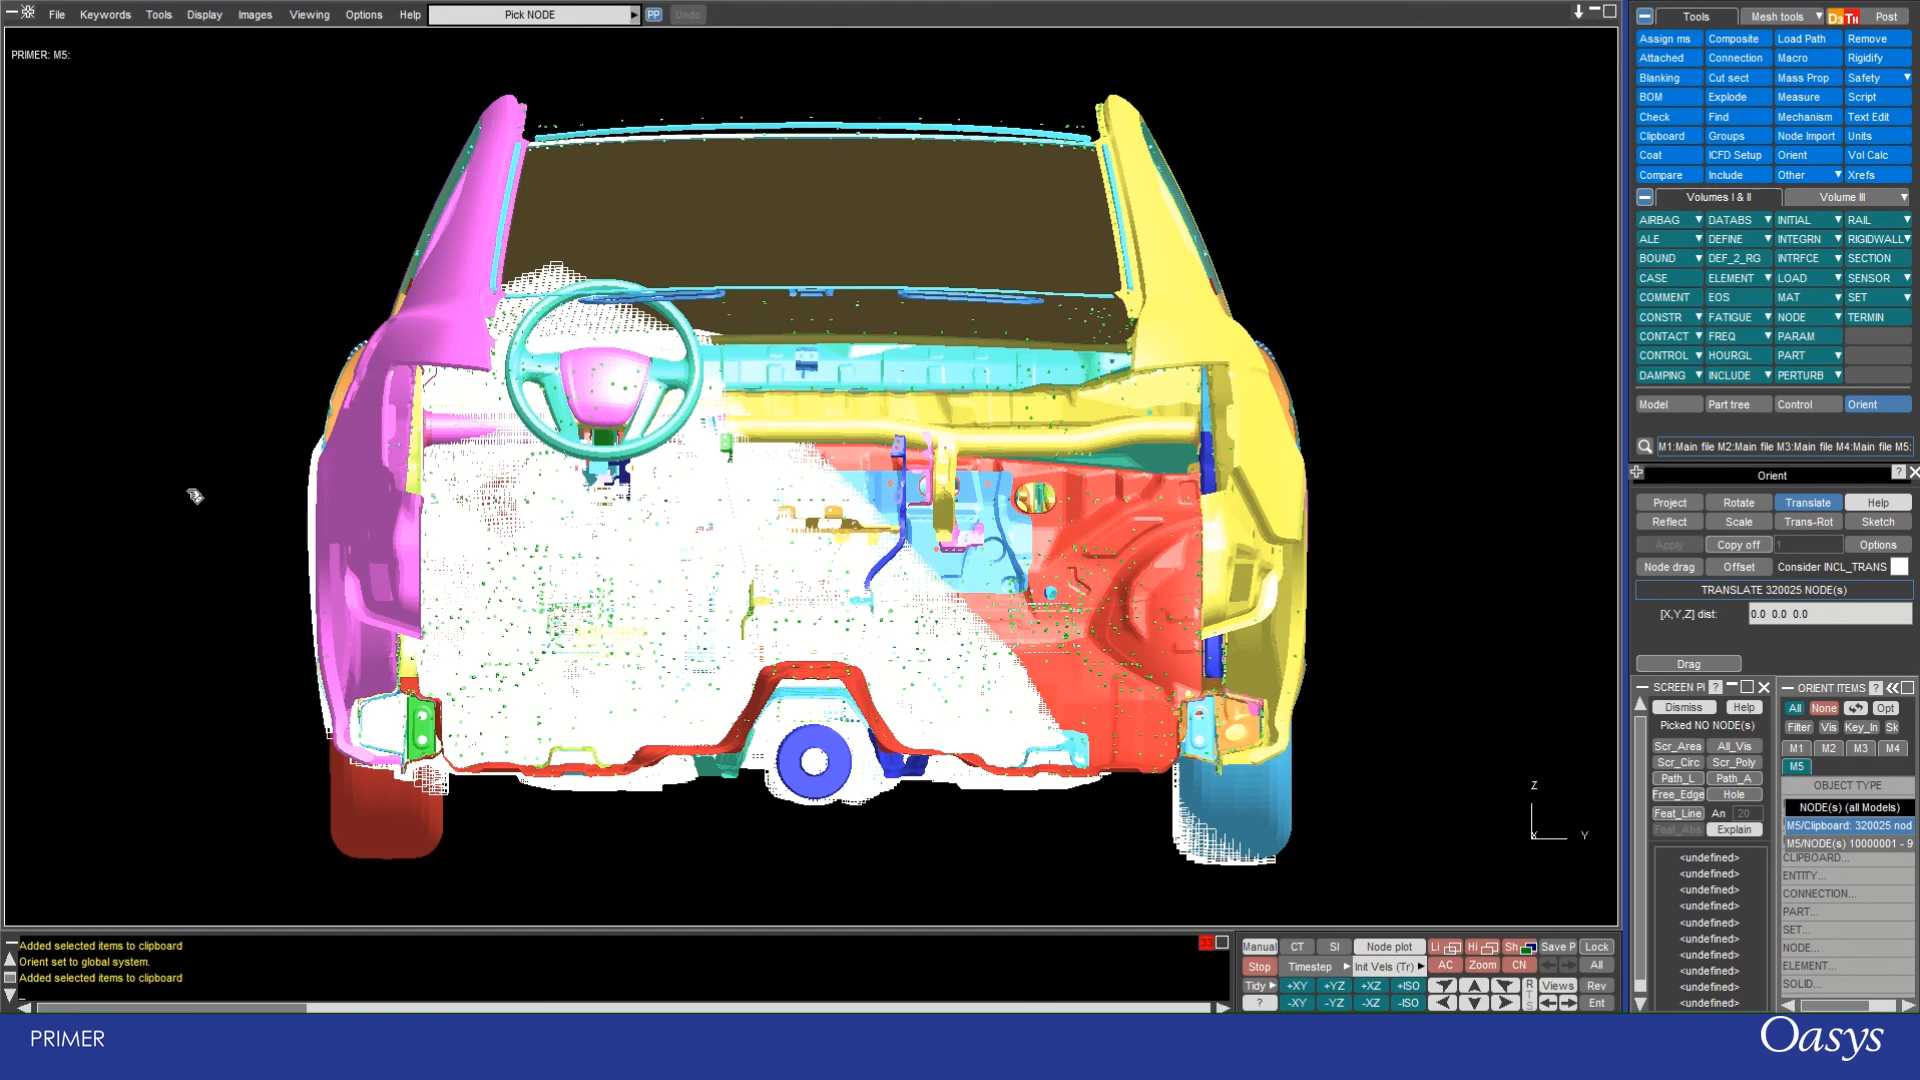 File Keywords Tools Display Images Viewing Options Help Pick NODE PP Undo
PRIMER: M5:
Z
X Y
Added selected items to clipboard
Orient set to global system.
Added selected items to clipboard
Tools Mesh tools D3 TH Post
Assign ms Composite Load Path Remove
Attached Connection Macro Rigidify
Blanking Cut sect Mass Prop Safety
BOM Explode Measure Script
Check Find Mechanism Text Edit
Clipboard Groups Node Import Units
Coat ICFD Setup Orient Vol Calc
Compare Include Other Xrefs
Volumes I & II Volume III
AIRBAG DATABS INITIAL RAIL
ALE DEFINE INTEGRN RIGIDWALL
BOUND DEF_2_RG INTRFCE SECTION
CASE ELEMENT LOAD SENSOR
COMMENT EOS MAT SET
CONSTR FATIGUE NODE TERMIN
CONTACT FREQ PARAM
CONTROL HOURGL PART
DAMPING INCLUDE PERTURB
Model Part tree Control Orient
M1:Main file M2:Main file M3:Main file M4:Main file M5:
Orient ?
Project Rotate Translate Help
Reflect Scale Trans-Rot Sketch
Apply Copy off 1 Options
Node drag Offset Consider INCL_TRANS
TRANSLATE 320025 NODE(s)
[X,Y,Z] dist: 0.0 0.0 0.0
Drag
SCREEN PI ?
Dismiss Help
Picked NO NODE(s)
Scr_Area All_Vis
Scr_Circ Scr_Poly
Path_L Path_A
Free_Edge Hole
Feat_Line An 20
Feat_Abs Explain
<undefined>
<undefined>
<undefined>
<undefined>
<undefined>
<undefined>
<undefined>
<undefined>
<undefined>
<undefined>
ORIENT ITEMS ?
All None Opt
Filter Vis Key_In Sk
M1 M2 M3 M4
M5
OBJECT TYPE
NODE(s) (all Models)
M5/Clipboard: 320025 nod
M5/NODE(s) 10000001 - 9
CLIPBOARD...
ENTITY...
CONNECTION...
PART...
SET...
NODE...
ELEMENT...
SOLID...
Manual CT SI Node plot Li Hi Sh Save P Lock
Stop Timestep Init Vels (Tr) AC Zoom CN All
Tidy +XY +YZ +XZ +ISO R Views Rev
? -XY -YZ -XZ -ISO T S Ent
PRIMER
Oasys